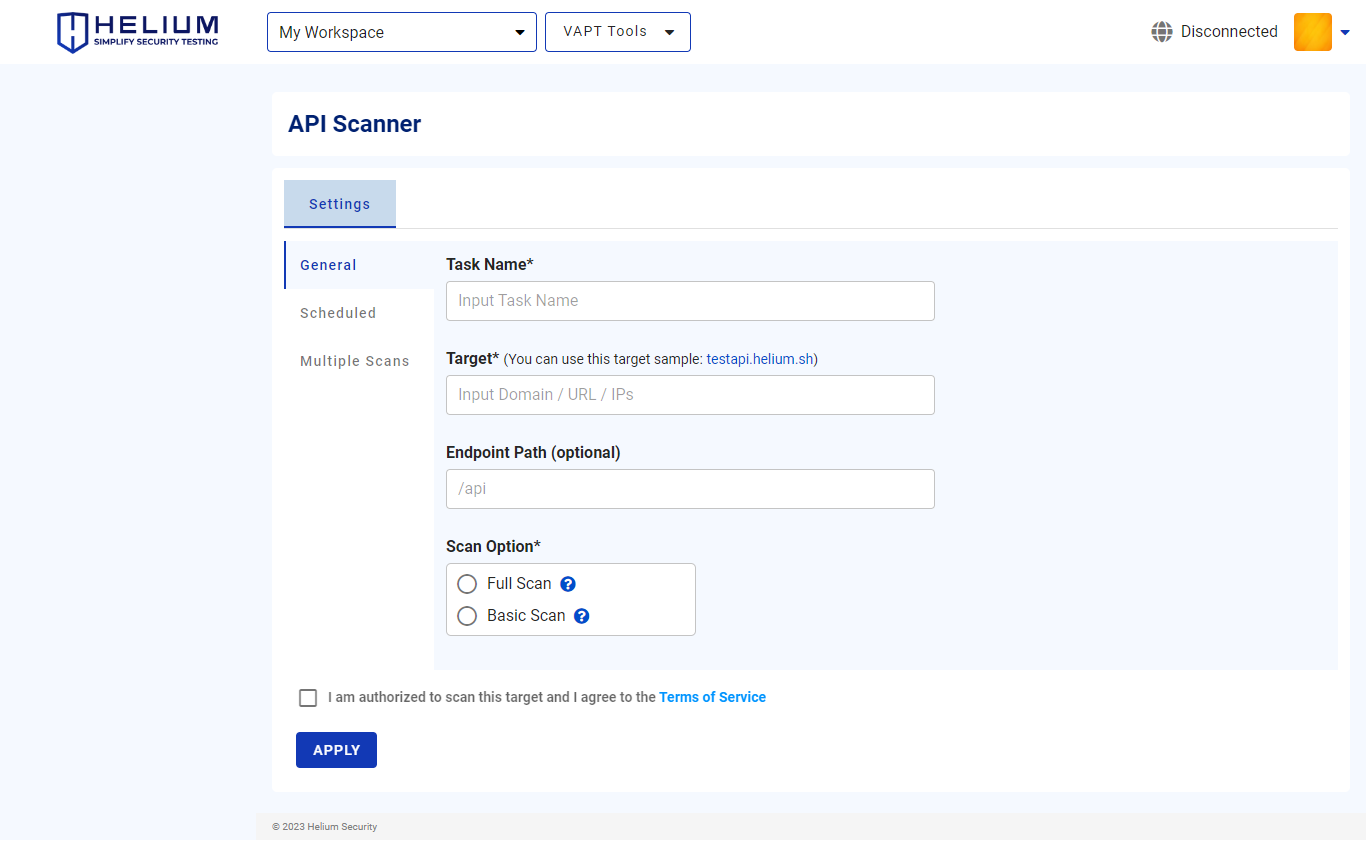 HELIUM
SIMPLIFY SECURITY TESTING
My Workspace
VAPT Tools
Disconnected
API Scanner
Settings
General
Scheduled
Multiple Scans
Task Name*
Input Task Name
Target* (You can use this target sample: testapi.helium.sh)
Input Domain / URL / IPs
Endpoint Path (optional)
/api
Scan Option*
Full Scan ?
Basic Scan ?
I am authorized to scan this target and I agree to the Terms of Service
APPLY
© 2023 Helium Security